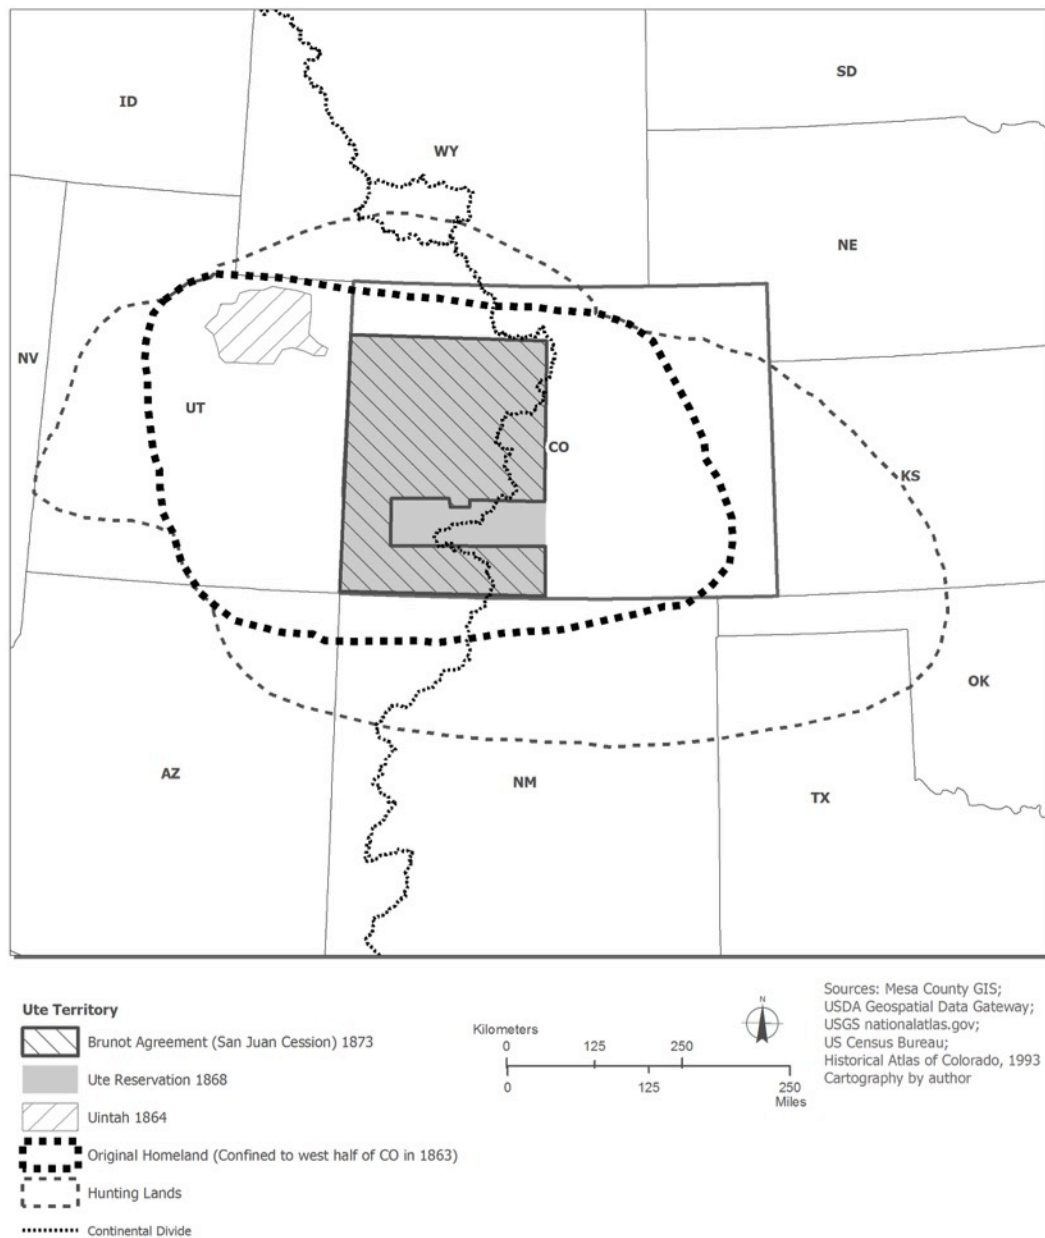 SD
ID
WY
NE
NV
UT
CO
KS
OK
AZ
NM
TX
Ute Territory
Brunot Agreement (San Juan Cession) 1873
Ute Reservation 1868
Uintah 1864
Original Homeland (Confined to west half of CO in 1863)
Hunting Lands
Continental Divide
Kilometers
0 125 250
0 125 250
Miles
N
Sources: Mesa County GIS;
USDA Geospatial Data Gateway;
USGS nationalatlas.gov;
US Census Bureau;
Historical Atlas of Colorado, 1993
Cartography by author